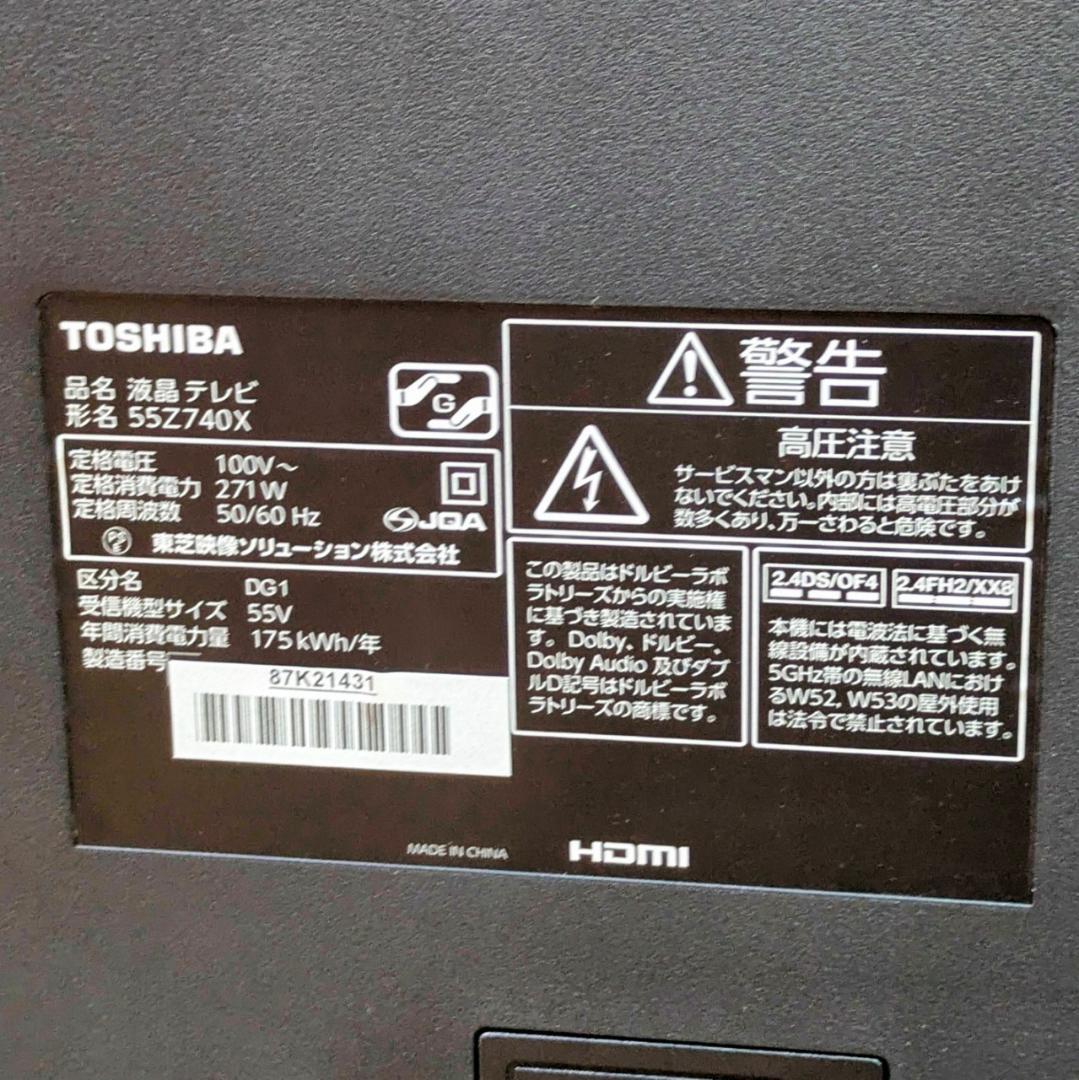 TOSHIBA
品名 液晶テレビ
形名 55Z740X
G
定格電圧 100V～
定格消費電力 271W
定格周波数 50/60 Hz
JQA
PSE 東芝映像ソリューション株式会社
区分名 DG1
受信機型サイズ 55V
年間消費電力量 175kWh/年
製造番号
87K21431
MADE IN CHINA
HDMI
警告
高圧注意
サービスマン以外の方は裏ぶたをあけ
ないでください。内部には高電圧部分が
数多くあり、万一さわると危険です。
この製品はドルビーラボ
ラトリーズからの実施権
に基づき製造されていま
す。Dolby、ドルビー、
Dolby Audio 及びダブ
ルD記号はドルビーラボ
ラトリーズの商標です。
2.4DS/OF4 2.4FH2/XX8
本機には電波法に基づく無
線設備が内蔵されています。
5GHz帯の無線LANにおけ
るW52, W53の屋外使用
は法令で禁止されています。